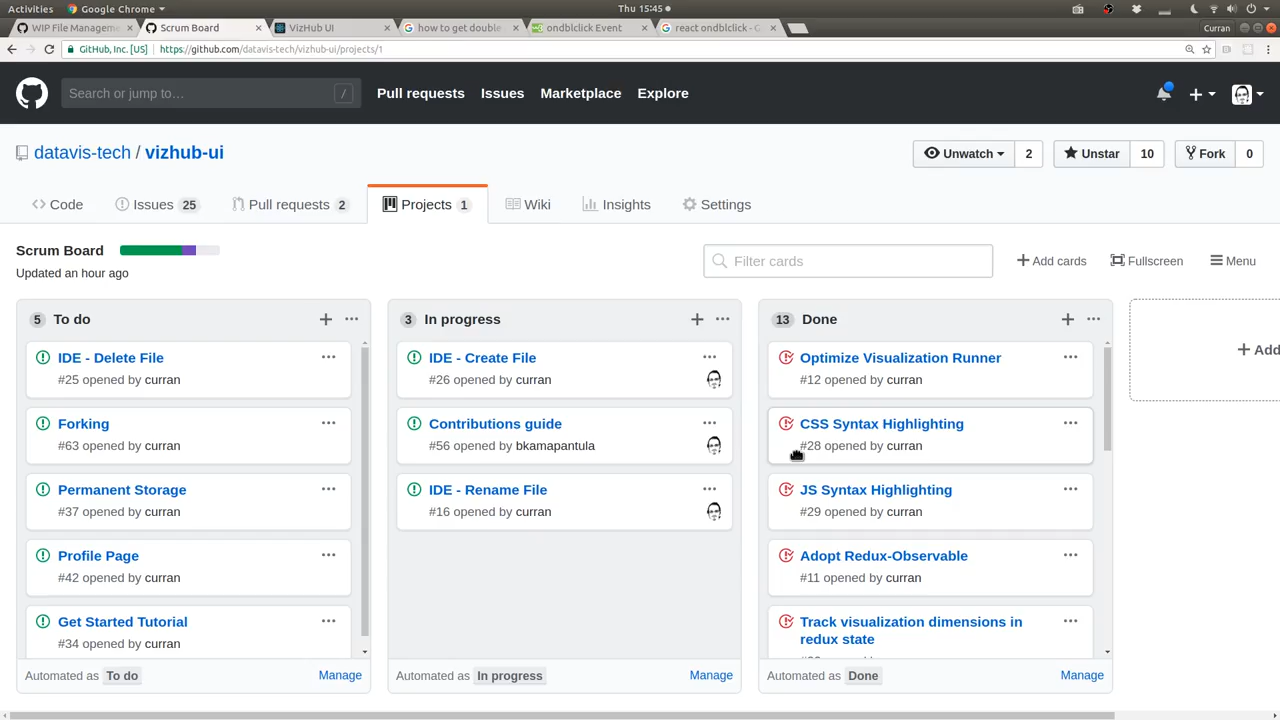 Activities Google Chrome Thu 15:45
WIP File Manageme Scrum Board VizHub UI how to get double ondblclick Event react ondblclick - G Curran
GitHub, Inc. [US] https://github.com/datavis-tech/vizhub-ui/projects/1
Search or jump to… / Pull requests Issues Marketplace Explore
datavis-tech / vizhub-ui Unwatch 2 Unstar 10 Fork 0
Code Issues 25 Pull requests 2 Projects 1 Wiki Insights Settings
Scrum Board
Updated an hour ago
Filter cards Add cards Fullscreen Menu
5 To do
IDE - Delete File
#25 opened by curran
Forking
#63 opened by curran
Permanent Storage
#37 opened by curran
Profile Page
#42 opened by curran
Get Started Tutorial
#34 opened by curran
Automated as To do Manage
3 In progress
IDE - Create File
#26 opened by curran
Contributions guide
#56 opened by bkamapantula
IDE - Rename File
#16 opened by curran
Automated as In progress Manage
13 Done
Optimize Visualization Runner
#12 opened by curran
CSS Syntax Highlighting
#28 opened by curran
JS Syntax Highlighting
#29 opened by curran
Adopt Redux-Observable
#11 opened by curran
Track visualization dimensions in
redux state
Automated as Done Manage
Add